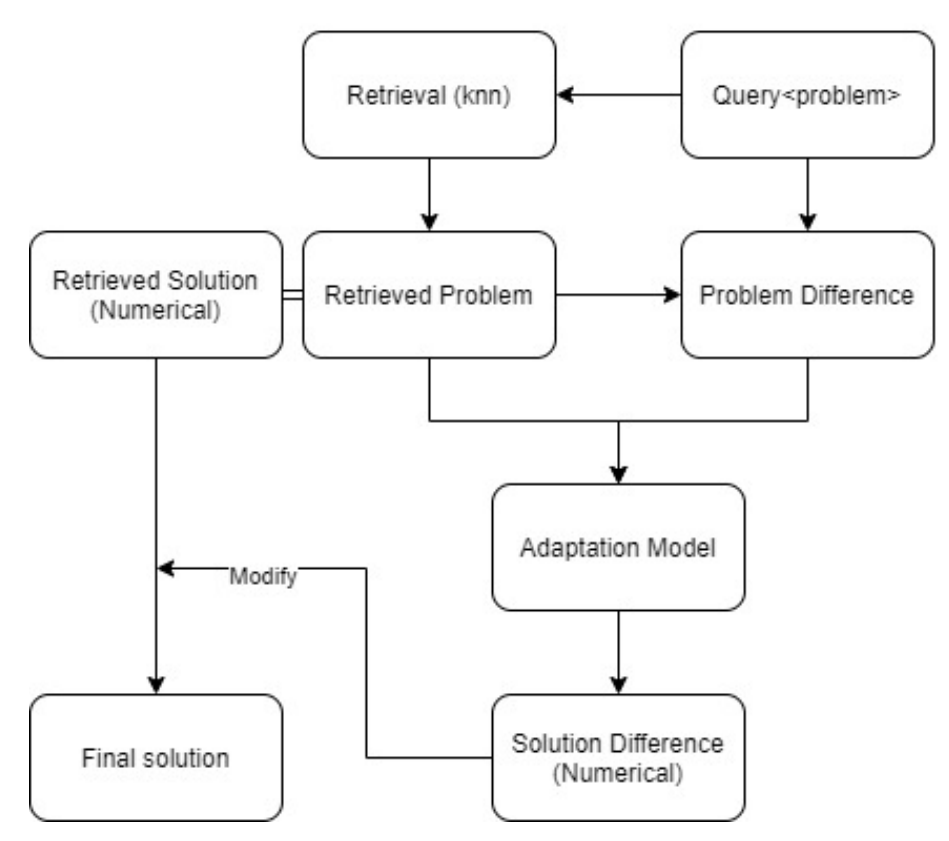 Retrieval (knn)
Query<problem>
Retrieved Solution
(Numerical)
Retrieved Problem
Problem Difference
Adaptation Model
Modify
Final solution
Solution Difference
(Numerical)